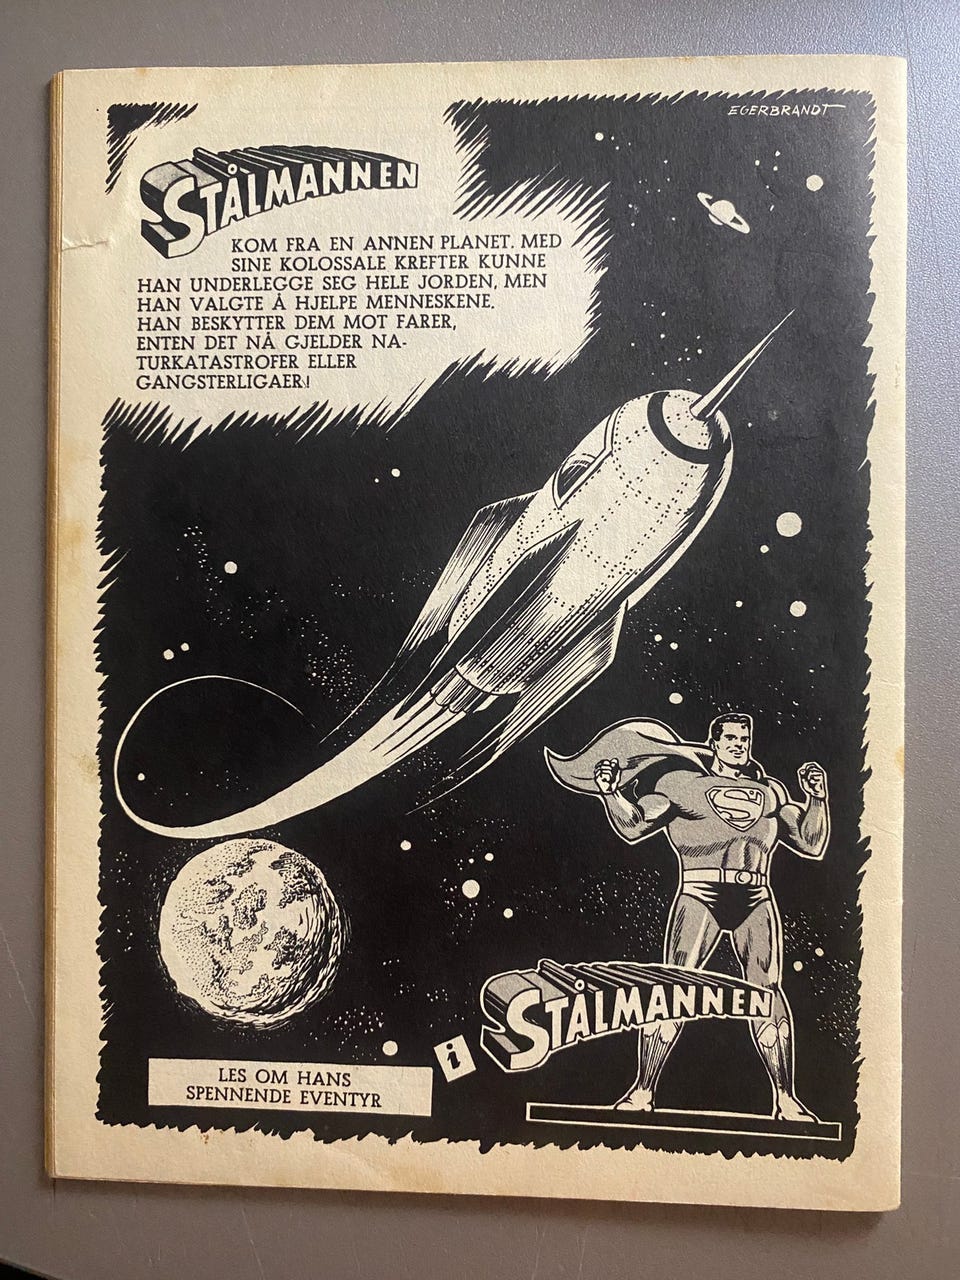 EGERBRANDT
STÅLMANNEN
KOM FRA EN ANNEN PLANET. MED
SINE KOLOSSALE KREFTER KUNNE
HAN UNDERLEGGE SEG HELE JORDEN, MEN
HAN VALGTE Å HJELPE MENNESKENE.
HAN BESKYTTER DEM MOT FARER,
ENTEN DET NÅ GJELDER NA-
TURKATASTROFER ELLER
GANGSTERLIGAER!
S
i STÅLMANNEN
LES OM HANS
SPENNENDE EVENTYR